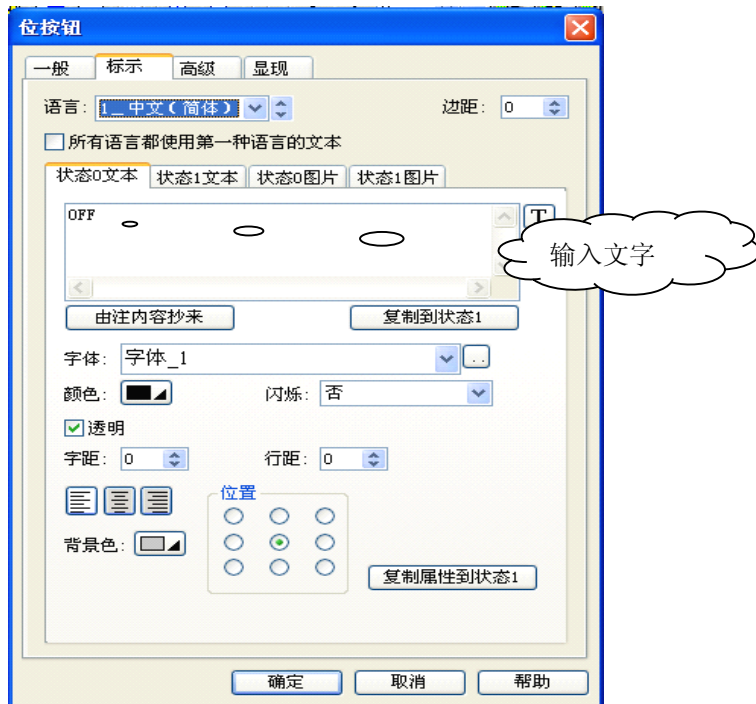 位按钮
一般 标示 高级 显现
语言: 1__中文(简体) 边距: 0
所有语言都使用第一种语言的文本
状态0文本 状态1文本 状态0图片 状态1图片
OFF T
输入文字
由注内容抄来 复制到状态1
字体: 字体_1 ..
颜色: 闪烁: 否
透明
字距: 0 行距: 0
位置
背景色:
复制属性到状态1
确定 取消 帮助